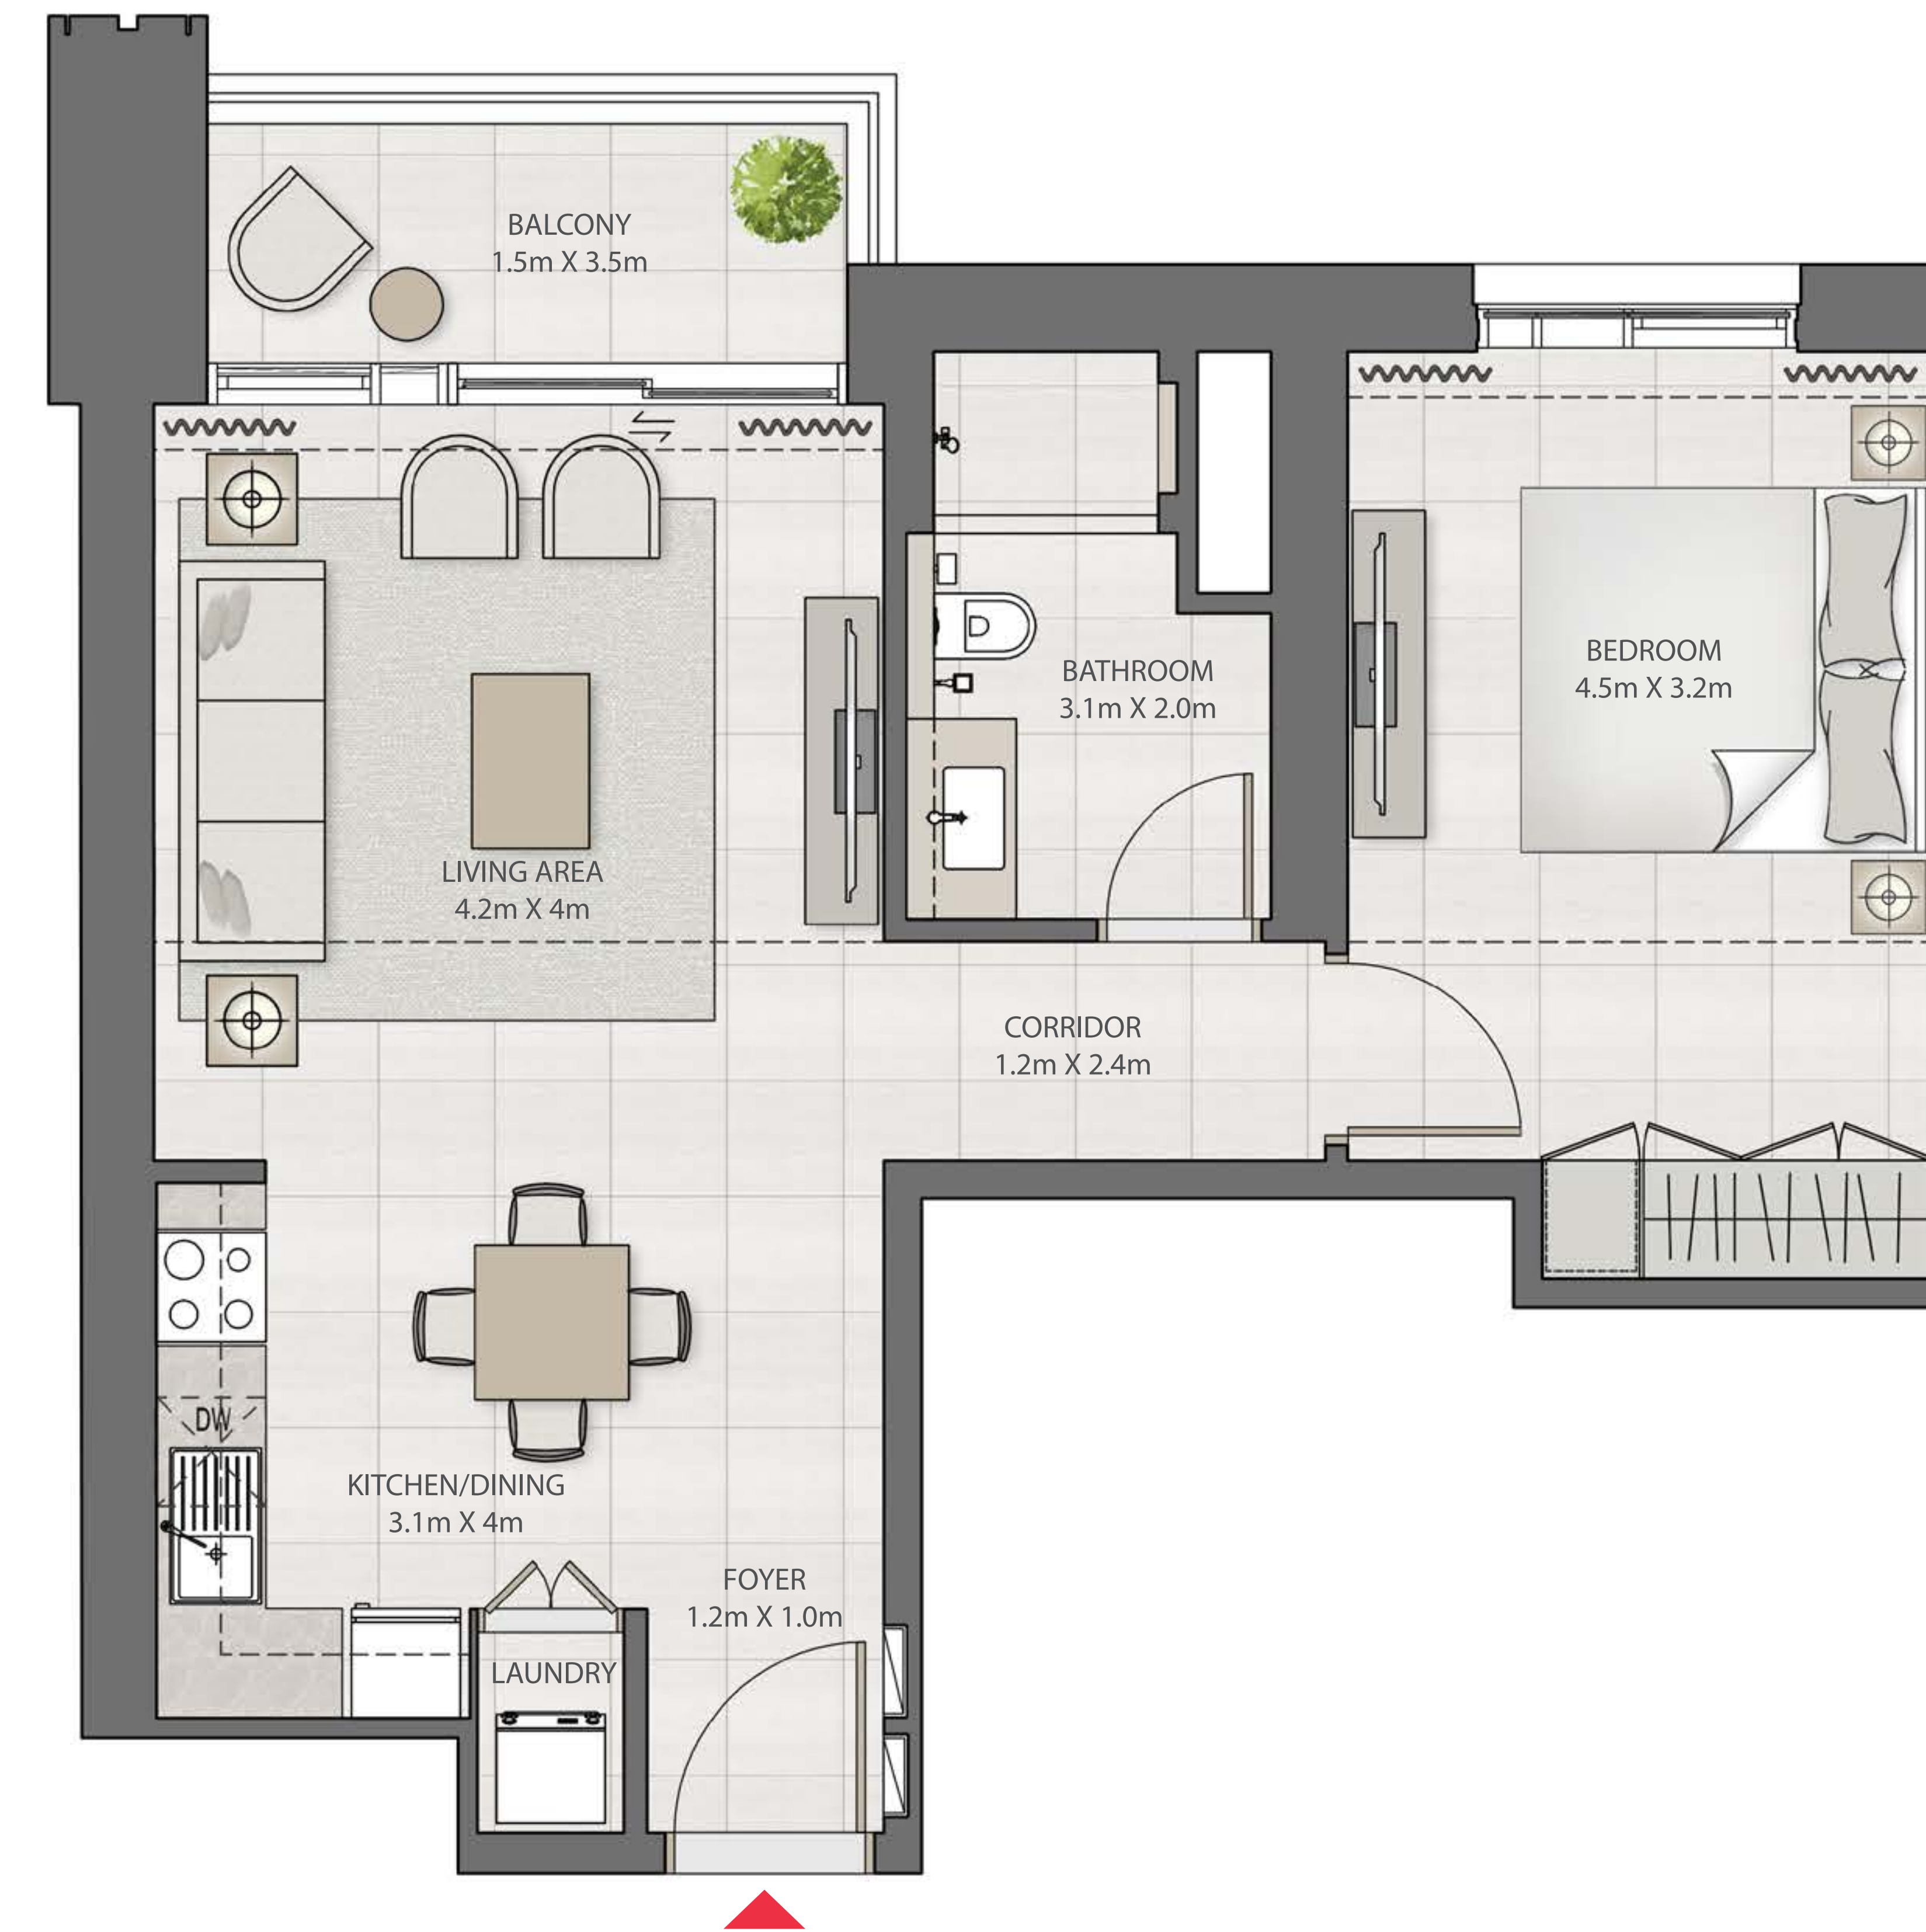 BALCONY
1.5m X 3.5m
BATHROOM
3.1m X 2.0m
BEDROOM
4.5m X 3.2m
LIVING AREA
4.2m X 4m
CORRIDOR
1.2m X 2.4m
DW
KITCHEN/DINING
3.1m X 4m
FOYER
1.2m X 1.0m
LAUNDRY